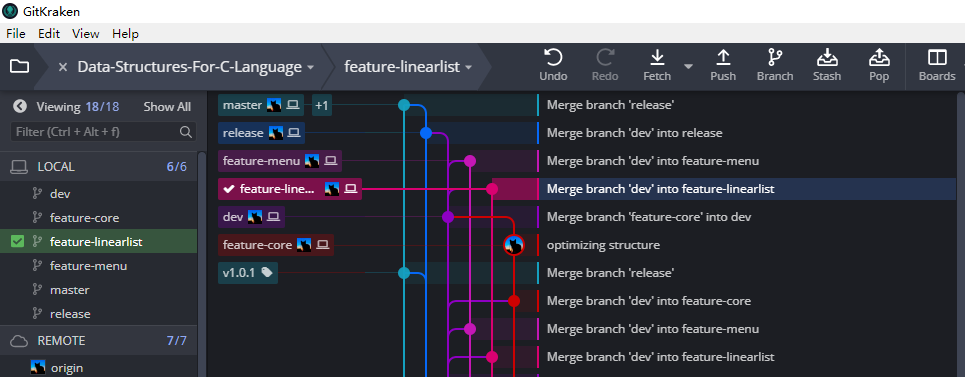 GitKraken
File Edit View Help
Data-Structures-For-C-Language
feature-linearlist
Undo Redo Fetch Push Branch Stash Pop Boards
Viewing 18/18 Show All
Filter (Ctrl + Alt + f)
LOCAL 6/6
dev
feature-core
feature-linearlist
feature-menu
master
release
REMOTE 7/7
origin
master +1 Merge branch 'release'
release Merge branch 'dev' into release
feature-menu Merge branch 'dev' into feature-menu
feature-line... Merge branch 'dev' into feature-linearlist
dev Merge branch 'feature-core' into dev
feature-core optimizing structure
v1.0.1 Merge branch 'release'
Merge branch 'dev' into feature-core
Merge branch 'dev' into feature-menu
Merge branch 'dev' into feature-linearlist